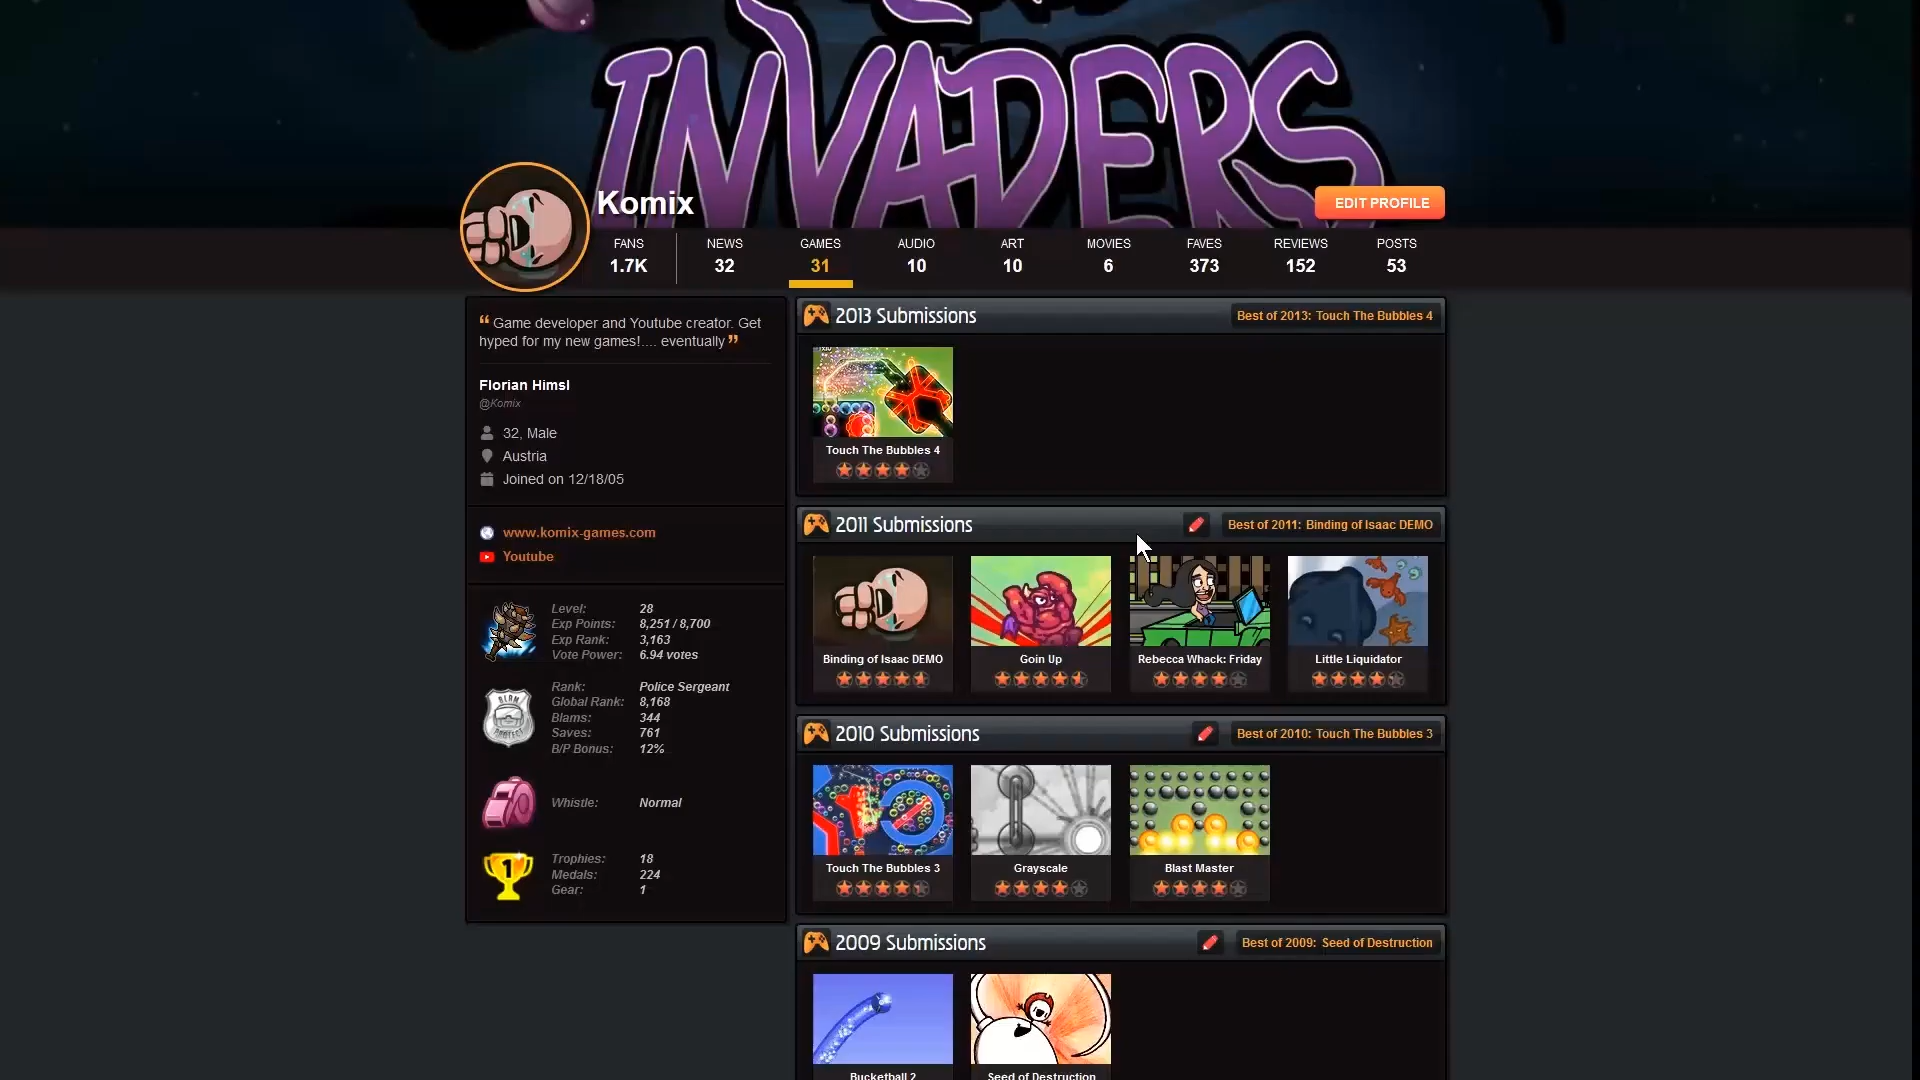 INVADERS
Komix
EDIT PROFILE
FANS NEWS GAMES AUDIO ART MOVIES FAVES REVIEWS POSTS
1.7K 32 31 10 10 6 373 152 53
“ Game developer and Youtube creator. Get
hyped for my new games!.... eventually ”
Florian Himsl
@Komix
32, Male
Austria
Joined on 12/18/05
www.komix-games.com
Youtube
Level: 28
Exp Points: 8,251 / 8,700
Exp Rank: 3,163
Vote Power: 6.94 votes
Rank: Police Sergeant
Global Rank: 8,168
Blams: 344
Saves: 761
B/P Bonus: 12%
Whistle: Normal
Trophies: 18
Medals: 224
Gear: 1
2013 Submissions Best of 2013: Touch The Bubbles 4
Touch The Bubbles 4
2011 Submissions Best of 2011: Binding of Isaac DEMO
Binding of Isaac DEMO Goin Up Rebecca Whack: Friday Little Liquidator
2010 Submissions Best of 2010: Touch The Bubbles 3
Touch The Bubbles 3 Grayscale Blast Master
2009 Submissions Best of 2009: Seed of Destruction
Bucketball 2 Seed of Destruction